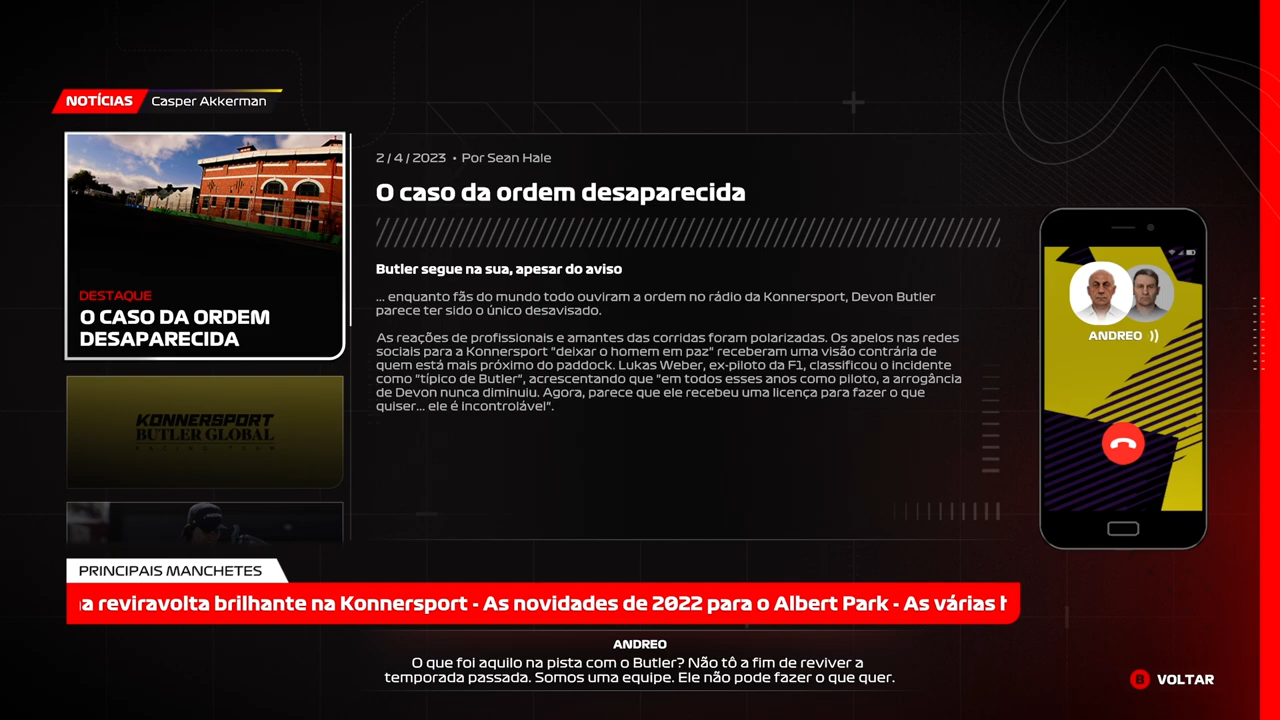 NOTÍCIAS Casper Akkerman
DESTAQUE
O CASO DA ORDEM
DESAPARECIDA
KONNERSPORT
BUTLER GLOBAL
RACING TEAM
2 / 4 / 2023 • Por Sean Hale
O caso da ordem desaparecida
Butler segue na sua, apesar do aviso
... enquanto fãs do mundo todo ouviram a ordem no rádio da Konnersport, Devon Butler
parece ter sido o único desavisado.
As reações de profissionais e amantes das corridas foram polarizadas. Os apelos nas redes
sociais para a Konnersport "deixar o homem em paz" receberam uma visão contrária de
quem está mais próximo do paddock. Lukas Weber, ex-piloto da F1, classificou o incidente
como "típico de Butler", acrescentando que "em todos esses anos como piloto, a arrogância
de Devon nunca diminuiu. Agora, parece que ele recebeu uma licença para fazer o que
quiser... ele é incontrolável".
ANDREO
PRINCIPAIS MANCHETES
a reviravolta brilhante na Konnersport - As novidades de 2022 para o Albert Park - As várias
ANDREO
O que foi aquilo na pista com o Butler? Não tô a fim de reviver a
temporada passada. Somos uma equipe. Ele não pode fazer o que quer.
B VOLTAR